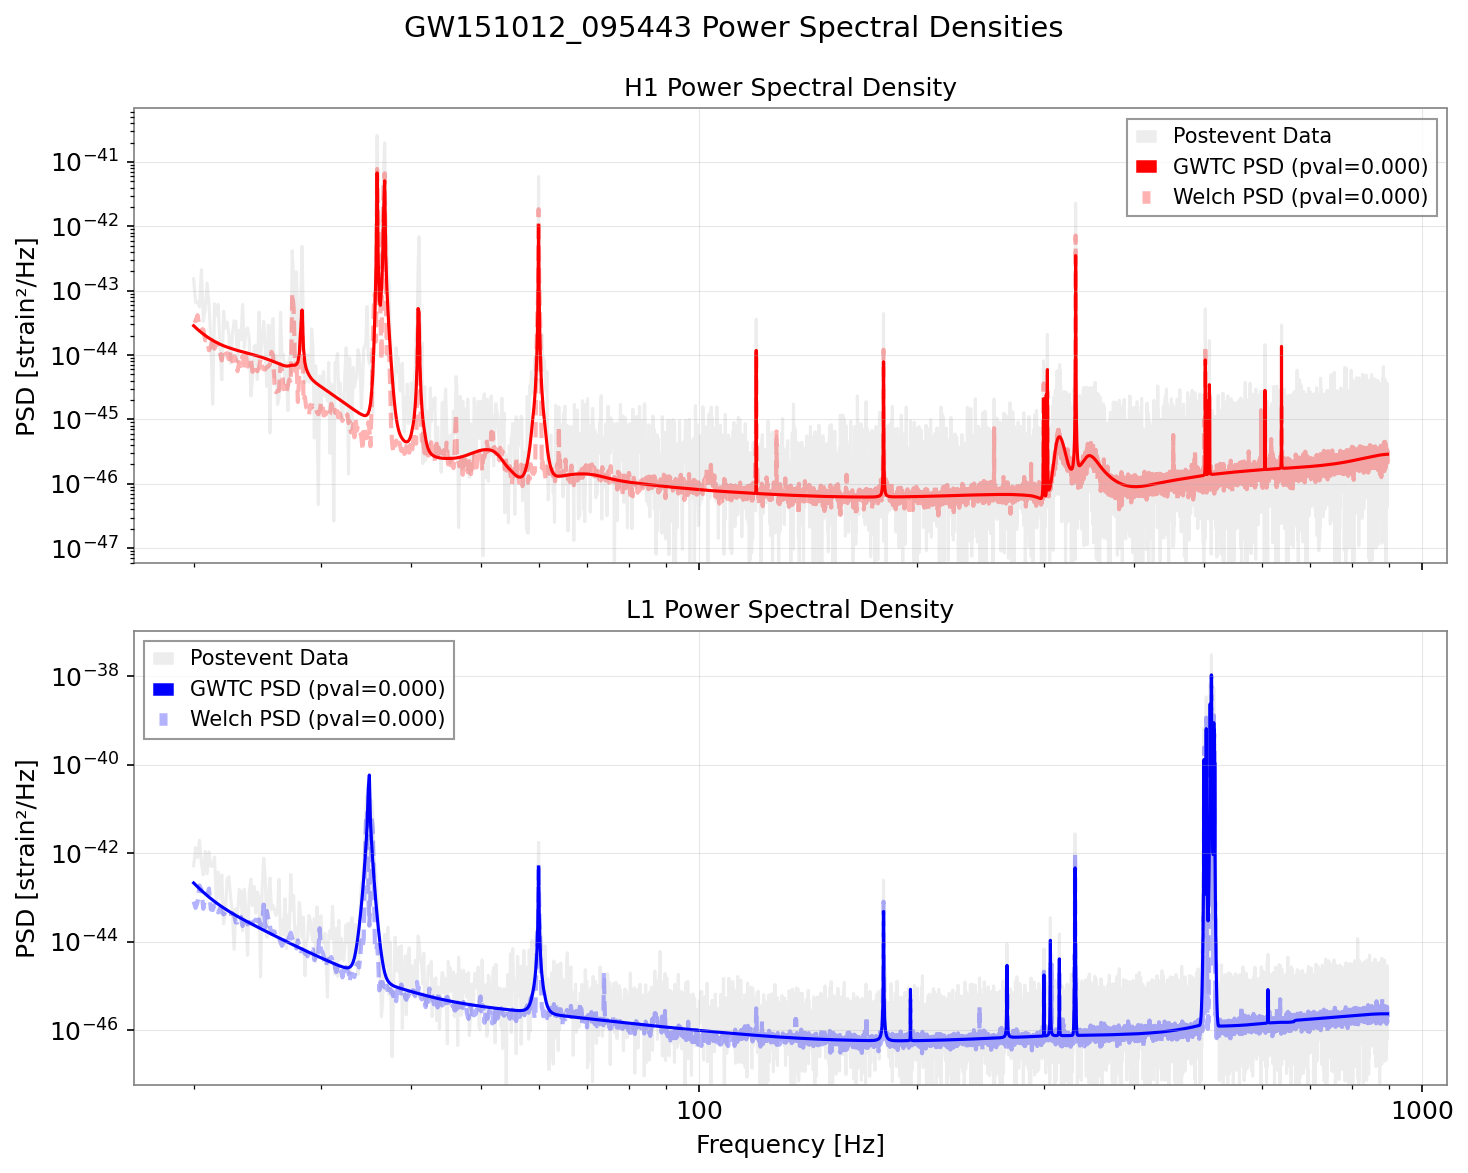 GW151012_095443 Power Spectral Densities
H1 Power Spectral Density
Postevent Data
GWTC PSD (pval=0.000)
Welch PSD (pval=0.000)
PSD [strain²/Hz]
10⁻⁴¹
10⁻⁴²
10⁻⁴³
10⁻⁴⁴
10⁻⁴⁵
10⁻⁴⁶
10⁻⁴⁷
L1 Power Spectral Density
Postevent Data
GWTC PSD (pval=0.000)
Welch PSD (pval=0.000)
PSD [strain²/Hz]
10⁻³⁸
10⁻⁴⁰
10⁻⁴²
10⁻⁴⁴
10⁻⁴⁶
100 1000
Frequency [Hz]